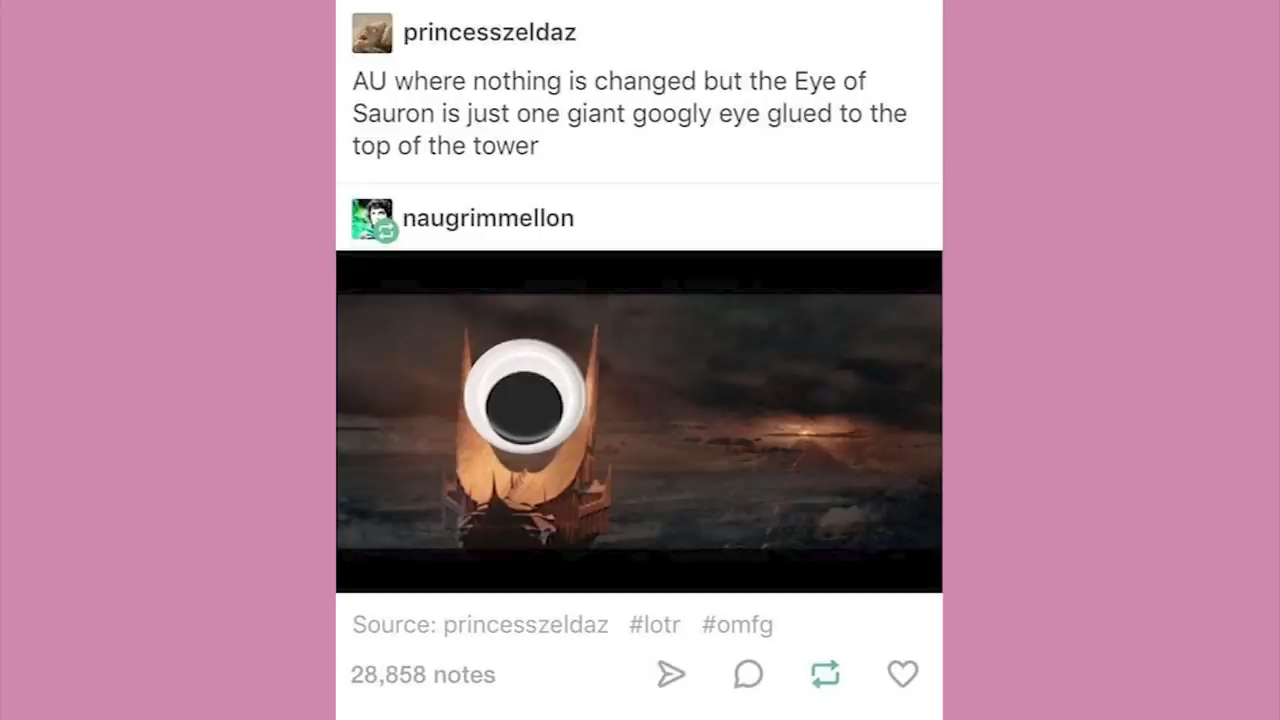 princesszeldaz
AU where nothing is changed but the Eye of
Sauron is just one giant googly eye glued to the
top of the tower
naugrimmellon
Source: princesszeldaz #lotr #omfg
28,858 notes